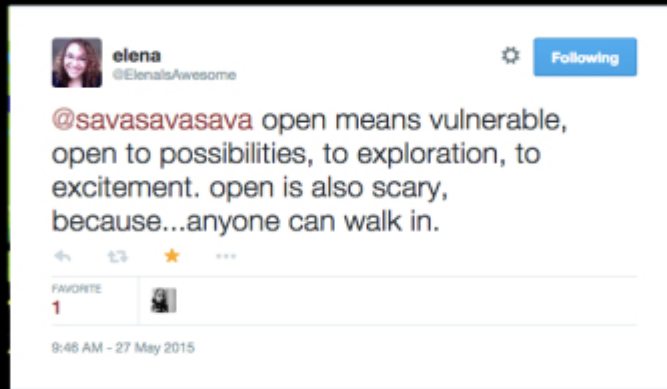 elena
@ElenaIsAwesome
Following
@savasavasava open means vulnerable,
open to possibilities, to exploration, to
excitement. open is also scary,
because...anyone can walk in.
FAVORITE
1
9:46 AM - 27 May 2015